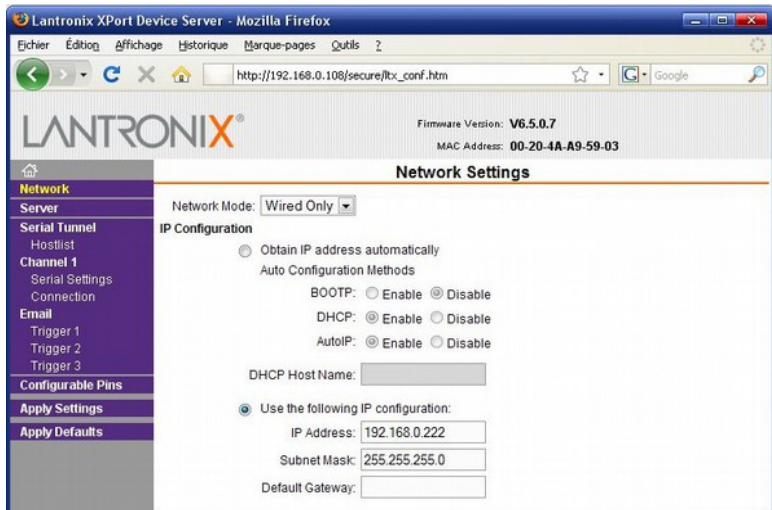 Lantronix XPort Device Server - Mozilla Firefox
Fichier Édition Affichage Historique Marque-pages Outils ?
http://192.168.0.108/secure/ltx_conf.htm
G Google
LANTRONIX®
Firmware Version: V6.5.0.7
MAC Address: 00-20-4A-A9-59-03
Network Settings
Network
Server
Serial Tunnel
Hostlist
Channel 1
Serial Settings
Connection
Email
Trigger 1
Trigger 2
Trigger 3
Configurable Pins
Apply Settings
Apply Defaults
Network Mode: Wired Only
IP Configuration
Obtain IP address automatically
Auto Configuration Methods
BOOTP: Enable Disable
DHCP: Enable Disable
AutoIP: Enable Disable
DHCP Host Name:
Use the following IP configuration:
IP Address: 192.168.0.222
Subnet Mask: 255.255.255.0
Default Gateway: